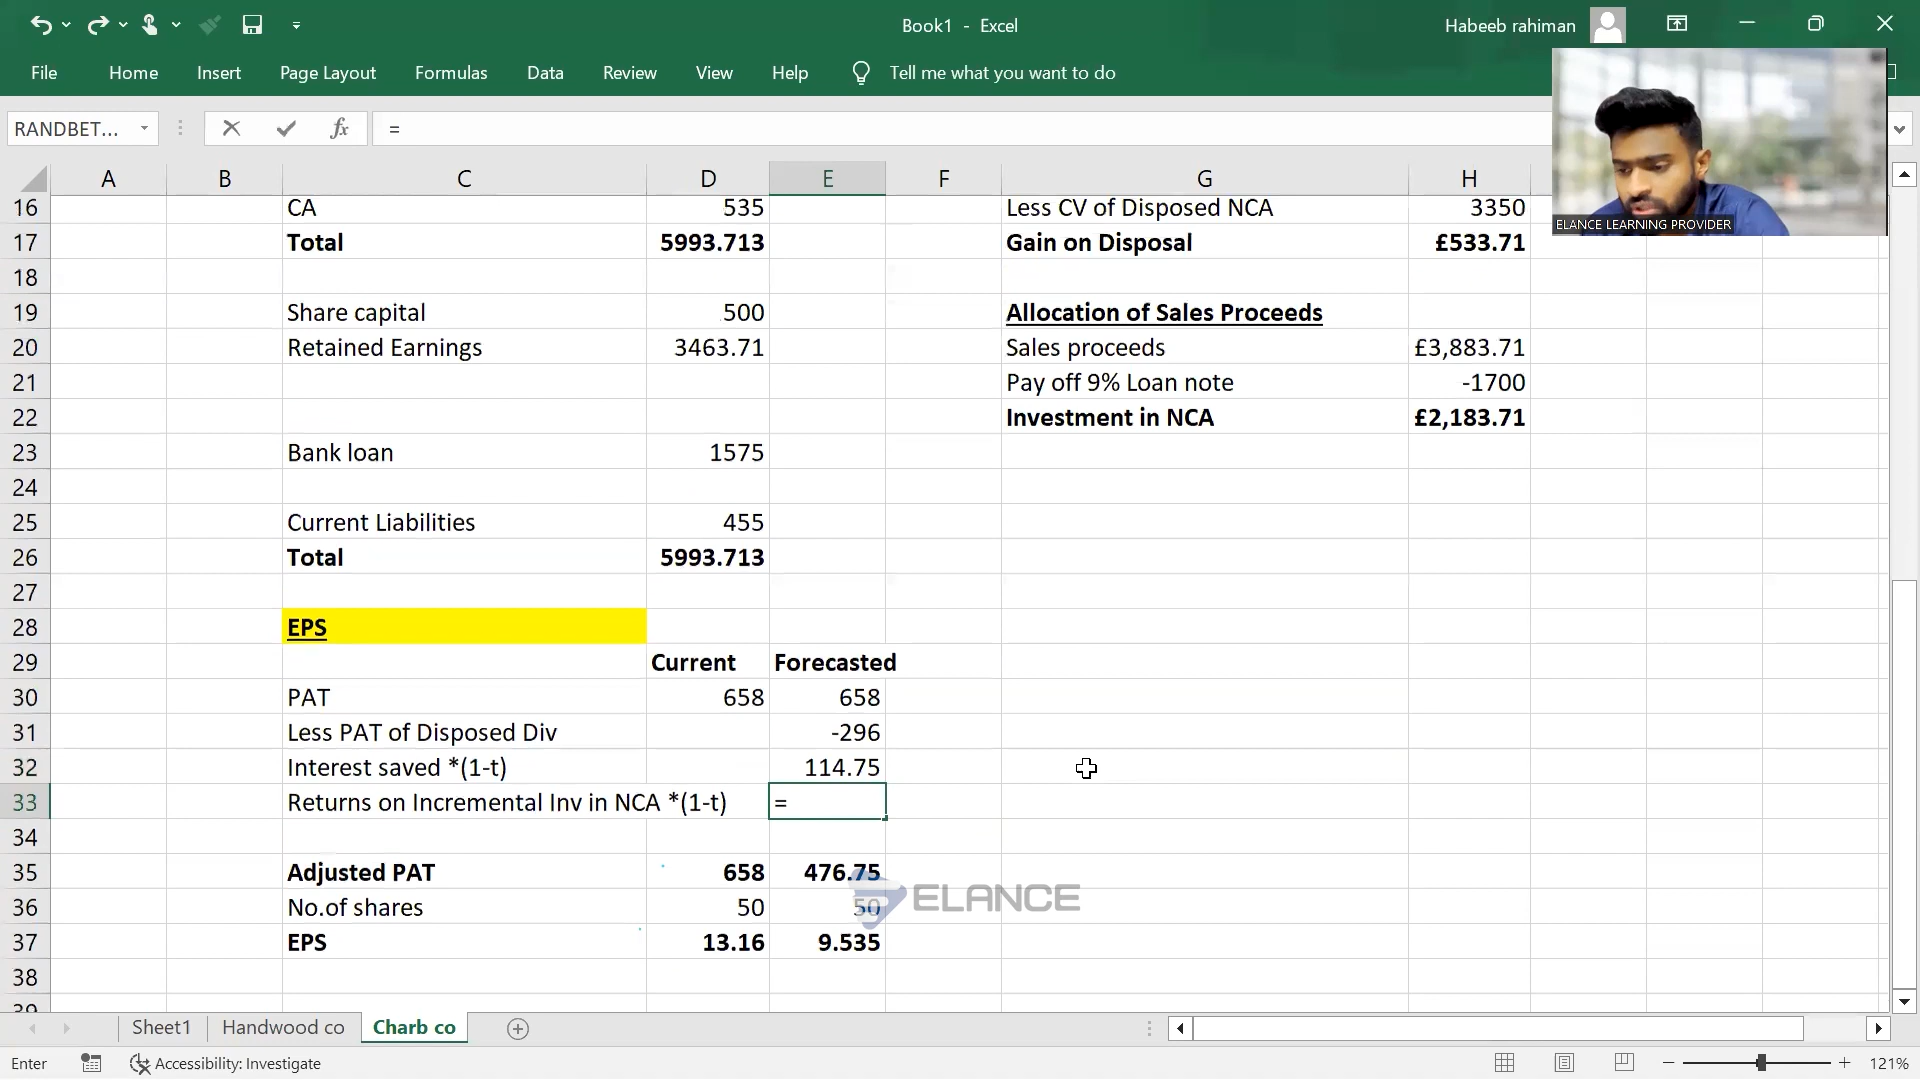 Book1 - Excel
Habeeb rahiman
File Home Insert Page Layout Formulas Data Review View Help Tell me what you want to do
RANDBET... fx =
ELANCE LEARNING PROVIDER
A B C D E F G H
16 CA 535 Less CV of Disposed NCA 3350
17 Total 5993.713 Gain on Disposal £533.71
18
19 Share capital 500 Allocation of Sales Proceeds
20 Retained Earnings 3463.71 Sales proceeds £3,883.71
21 Pay off 9% Loan note -1700
22 Investment in NCA £2,183.71
23 Bank loan 1575
24
25 Current Liabilities 455
26 Total 5993.713
27
28 EPS
29 Current Forecasted
30 PAT 658 658
31 Less PAT of Disposed Div -296
32 Interest saved *(1-t) 114.75
33 Returns on Incremental Inv in NCA *(1-t) =
34
35 Adjusted PAT 658 476.75
36 No.of shares 50 50
ELANCE
37 EPS 13.16 9.535
38
39
Sheet1 Handwood co Charb co
Enter Accessibility: Investigate 121%